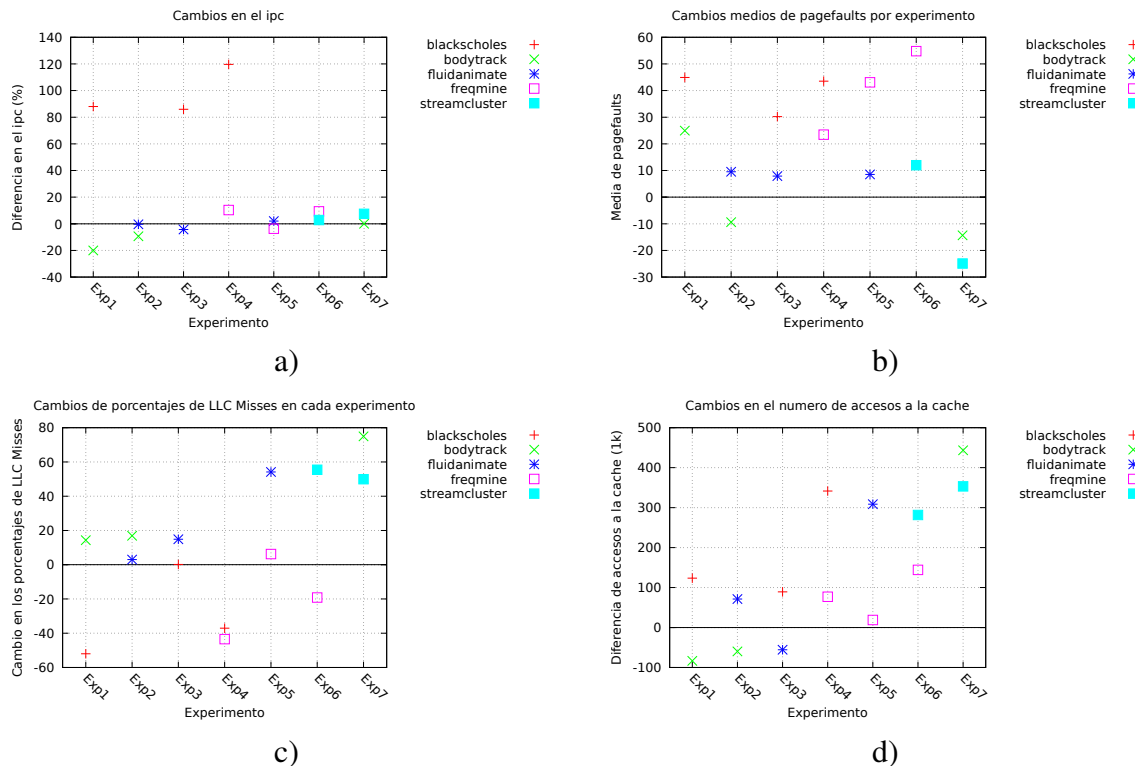 Cambios en el ipc
Diferencia en el ipc (%)
140
120
100
80
60
40
20
0
-20
-40
Exp1
Exp2
Exp3
Exp4
Exp5
Exp6
Exp7
Experimento
blackscholes
bodytrack
fluidanimate
freqmine
streamcluster
a)
Cambios medios de pagefaults por experimento
Media de pagefaults
60
50
40
30
20
10
0
-10
-20
-30
Exp1
Exp2
Exp3
Exp4
Exp5
Exp6
Exp7
Experimento
blackscholes
bodytrack
fluidanimate
freqmine
streamcluster
b)
Cambios de porcentajes de LLC Misses en cada experimento
Cambio en los porcentajes de LLC Misses
80
60
40
20
0
-20
-40
-60
Exp1
Exp2
Exp3
Exp4
Exp5
Exp6
Exp7
Experimento
blackscholes
bodytrack
fluidanimate
freqmine
streamcluster
c)
Cambios en el numero de accesos a la cache
Diferencia de accesos a la cache (1k)
500
400
300
200
100
0
-100
Exp1
Exp2
Exp3
Exp4
Exp5
Exp6
Exp7
Experimento
blackscholes
bodytrack
fluidanimate
freqmine
streamcluster
d)